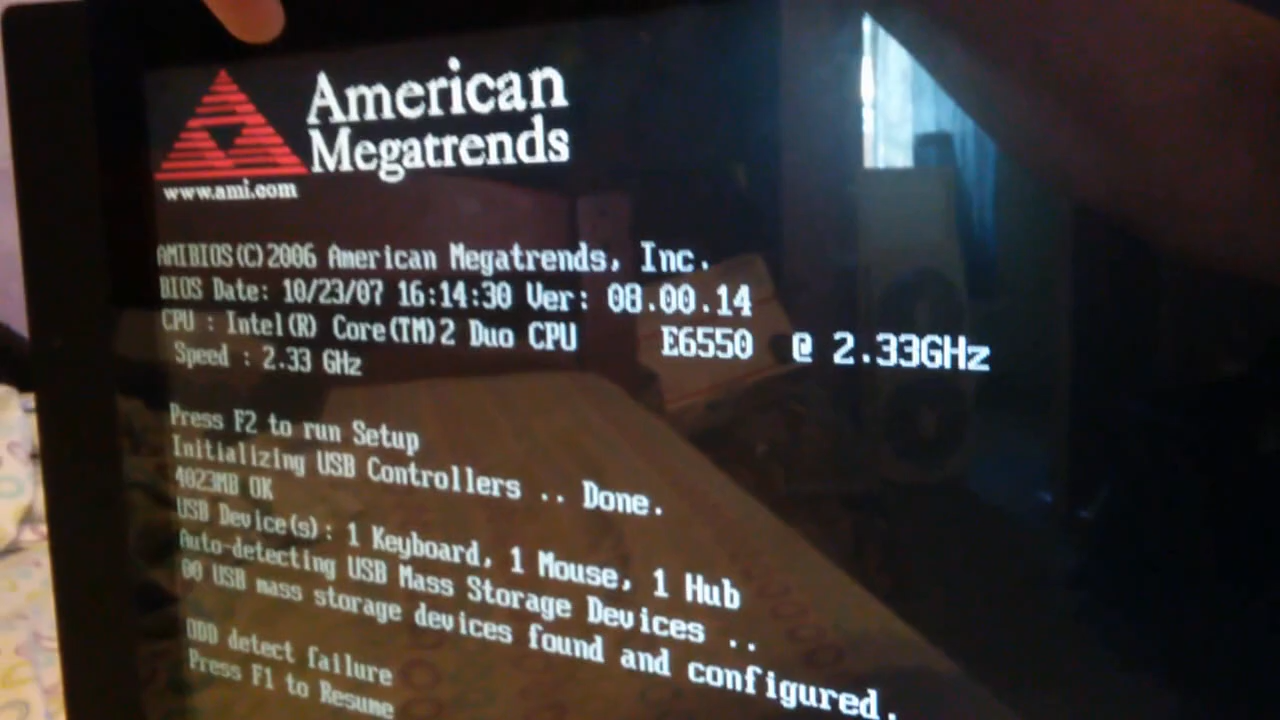 American
Megatrends
www.ami.com
AMIBIOS(C)2006 American Megatrends, Inc.
BIOS Date: 10/23/07 16:14:30 Ver: 08.00.14
CPU : Intel(R) Core(TM)2 Duo CPU E6550 @ 2.33GHz
Speed : 2.33 GHz
Press F2 to run Setup
Initializing USB Controllers .. Done.
4023MB OK
USB Device(s): 1 Keyboard, 1 Mouse, 1 Hub
Auto-detecting USB Mass Storage Devices ..
00 USB mass storage devices found and configured.
ODD detect failure
Press F1 to Resume